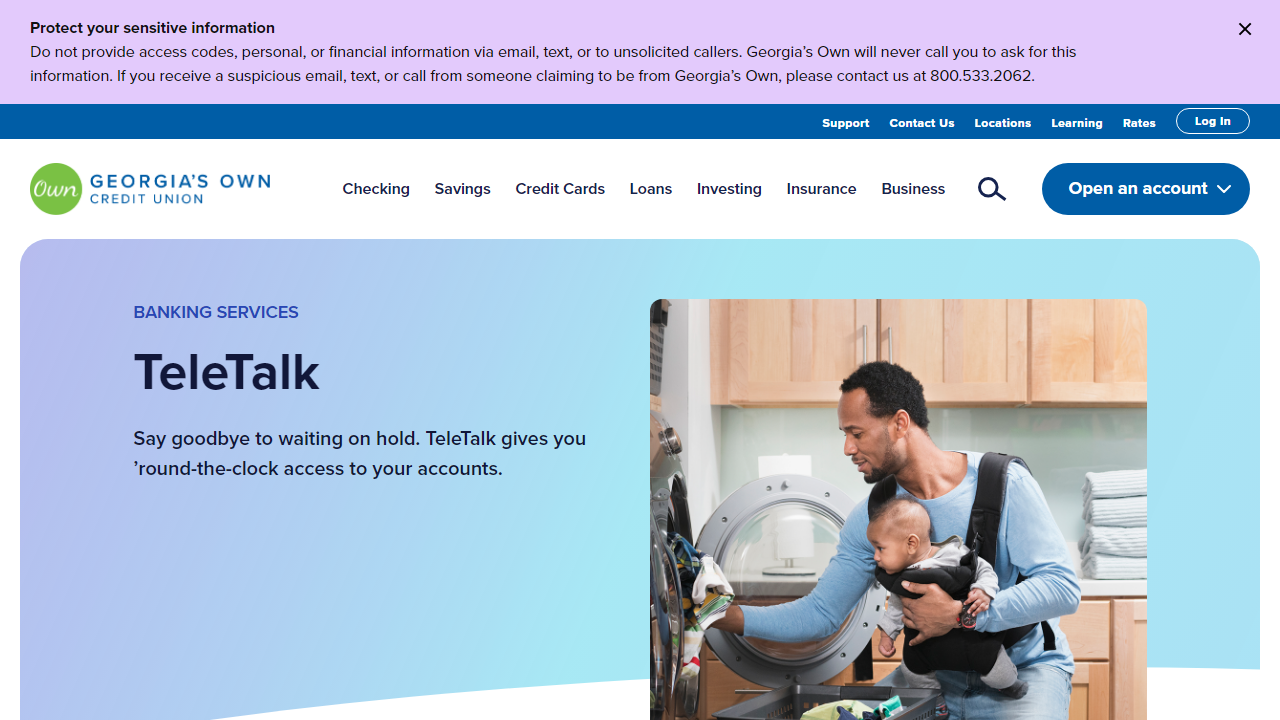 Protect your sensitive information
Do not provide access codes, personal, or financial information via email, text, or to unsolicited callers. Georgia’s Own will never call you to ask for this
information. If you receive a suspicious email, text, or call from someone claiming to be from Georgia’s Own, please contact us at 800.533.2062.
Support Contact Us Locations Learning Rates Log In
Own GEORGIA’S OWN
CREDIT UNION
Checking Savings Credit Cards Loans Investing Insurance Business Open an account
BANKING SERVICES
TeleTalk
Say goodbye to waiting on hold. TeleTalk gives you
’round-the-clock access to your accounts.